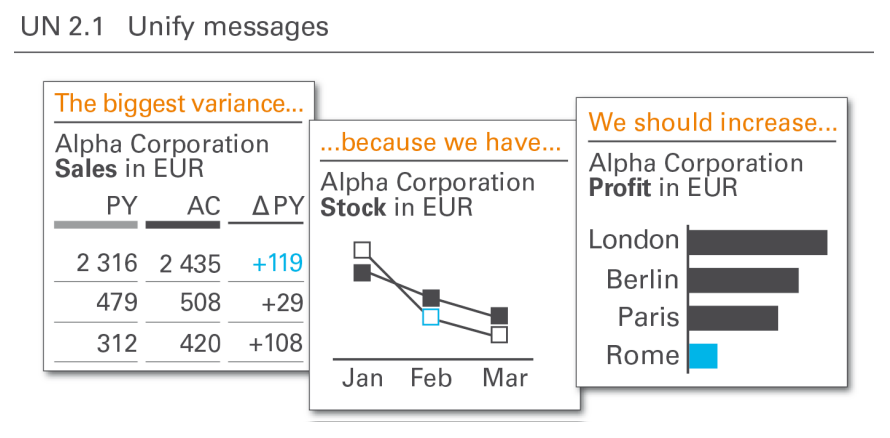 UN 2.1 Unify messages
The biggest variance...
Alpha Corporation
Sales in EUR
PY AC ΔPY
2 316 2 435 +119
479 508 +29
312 420 +108
...because we have...
Alpha Corporation
Stock in EUR
Jan Feb Mar
We should increase...
Alpha Corporation
Profit in EUR
London
Berlin
Paris
Rome